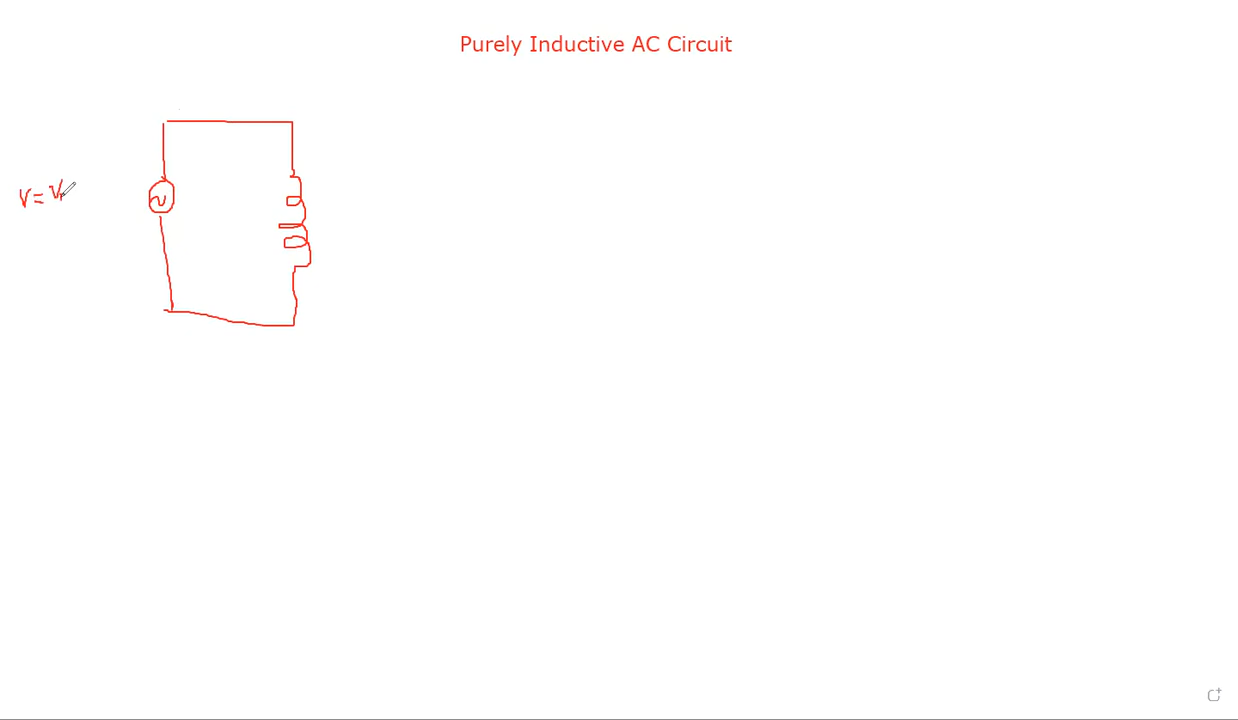 Purely Inductive AC Circuit
V = V